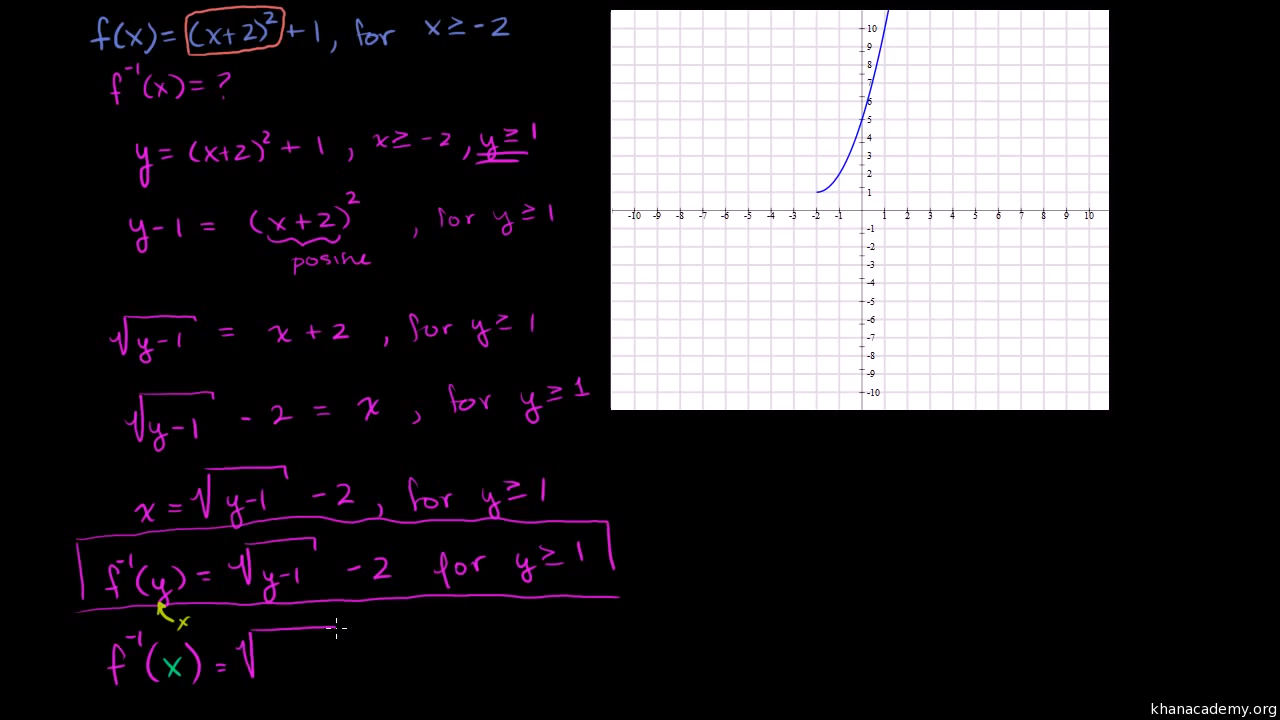 f(x) = (x+2)² + 1, for x ≥ -2
f⁻¹(x) = ?
y = (x+2)² + 1, x ≥ -2, y ≥ 1
y - 1 = (x+2)², for y ≥ 1
positive
√(y-1) = x + 2, for y ≥ 1
√(y-1) - 2 = x, for y ≥ 1
x = √(y-1) - 2, for y ≥ 1
f⁻¹(y) = √(y-1) - 2 for y ≥ 1
x
f⁻¹(x) = √
10
9
8
7
6
5
4
3
2
1
-10 -9 -8 -7 -6 -5 -4 -3 -2 -1 1 2 3 4 5 6 7 8 9 10
-1
-2
-3
-4
-5
-6
-7
-8
-9
-10
khanacademy.org